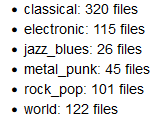 • classical: 320 files
• electronic: 115 files
• jazz_blues: 26 files
• metal_punk: 45 files
• rock_pop: 101 files
• world: 122 files